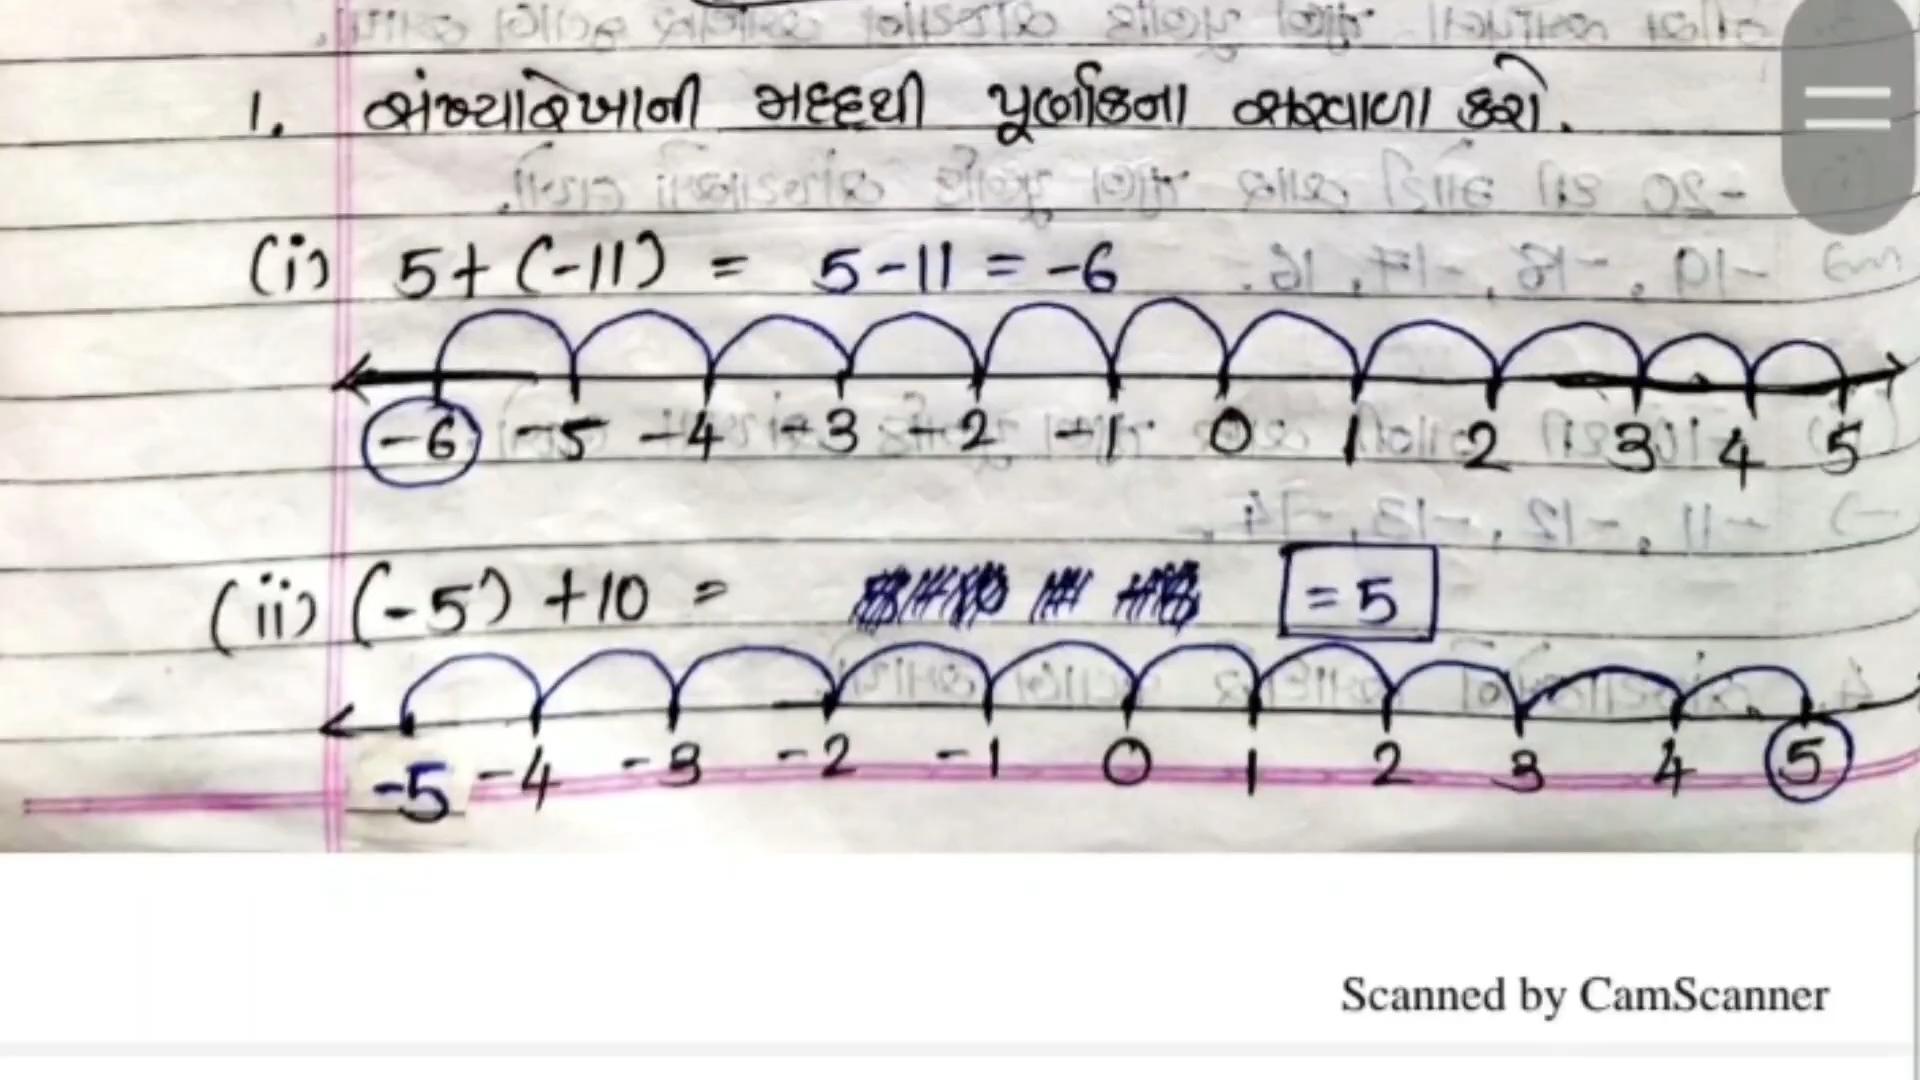 1. સંખ્યારેખાની મદદથી પૂર્ણાંકના સરવાળા કરો.
(i) 5+(-11) = 5-11 = -6
-6 -5 -4 -3 -2 -1 0 1 2 3 4 5
(ii) (-5) +10 = = 5
-5 -4 -3 -2 -1 0 1 2 3 4 5
Scanned by CamScanner